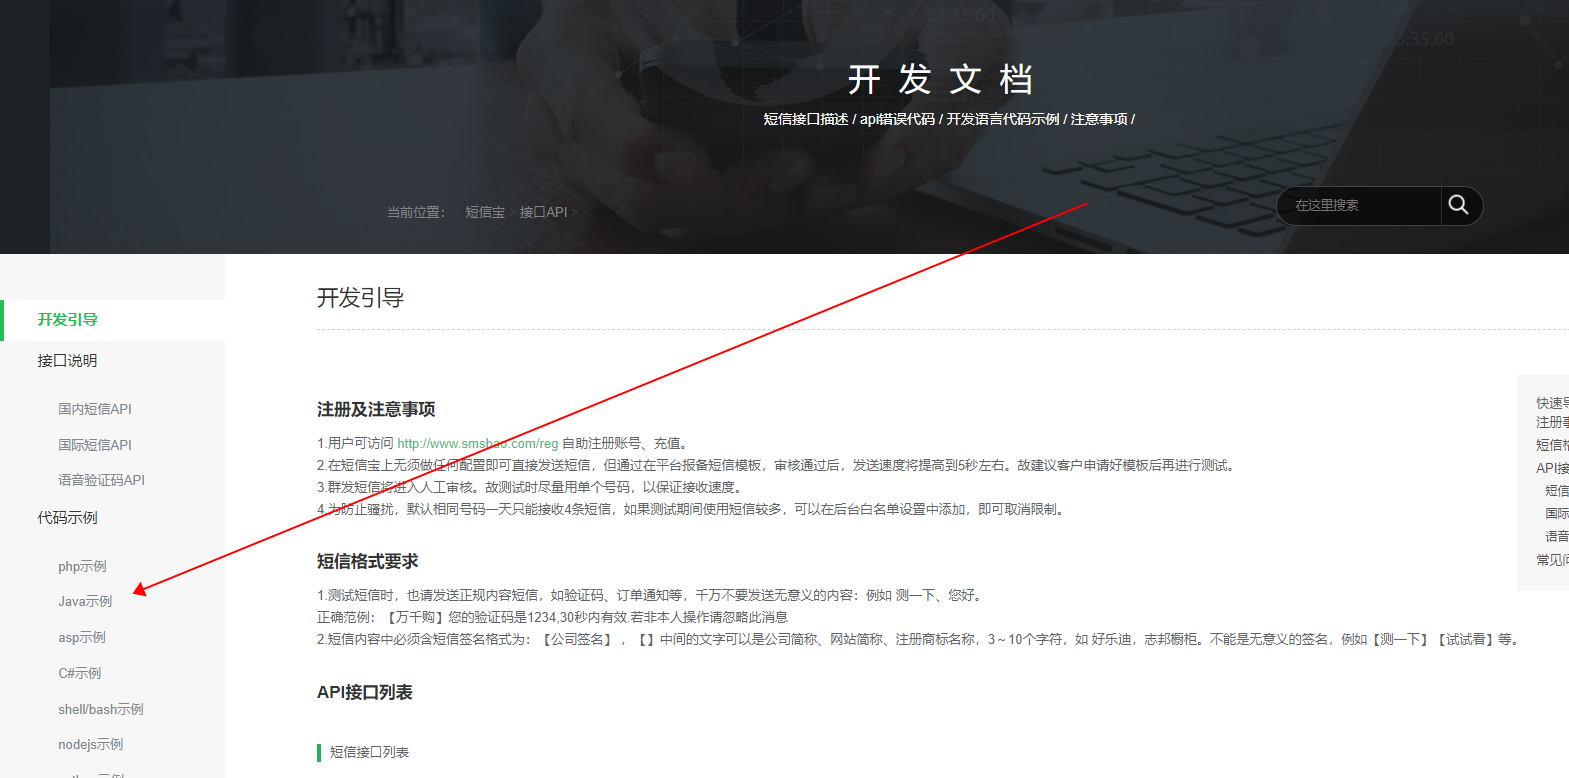 23:35:60
23:35:60
开发文档
短信接口描述 / api错误代码 / 开发语言代码示例 / 注意事项 /
当前位置： 短信宝 > 接口API >
在这里搜索
开发引导
接口说明
国内短信API
国际短信API
语音验证码API
代码示例
php示例
Java示例
asp示例
C#示例
shell/bash示例
nodejs示例
开发引导
注册及注意事项
1.用户可访问 http://www.smsbao.com/reg 自助注册账号、充值。
2.在短信宝上无须做任何配置即可直接发送短信，但通过在平台报备短信模板，审核通过后，发送速度将提高到5秒左右。故建议客户申请好模板后再进行测试。
3.群发短信将进入人工审核。故测试时尽量用单个号码，以保证接收速度。
4.为防止骚扰，默认相同号码一天只能接收4条短信，如果测试期间使用短信较多，可以在后台白名单设置中添加，即可取消限制。
短信格式要求
1.测试短信时，也请发送正规内容短信，如验证码、订单通知等，千万不要发送无意义的内容：例如 测一下、您好。
正确范例：【万千购】您的验证码是1234,30秒内有效.若非本人操作请忽略此消息
2.短信内容中必须含短信签名格式为：【公司签名】，【】中间的文字可以是公司简称、网站简称、注册商标名称，3～10个字符，如 好乐迪，志邦橱柜。不能是无意义的签名，例如【测一下】【试试看】等。
API接口列表
短信接口列表
快速导
注册事
短信格
API接
短信
国际
语音
常见问